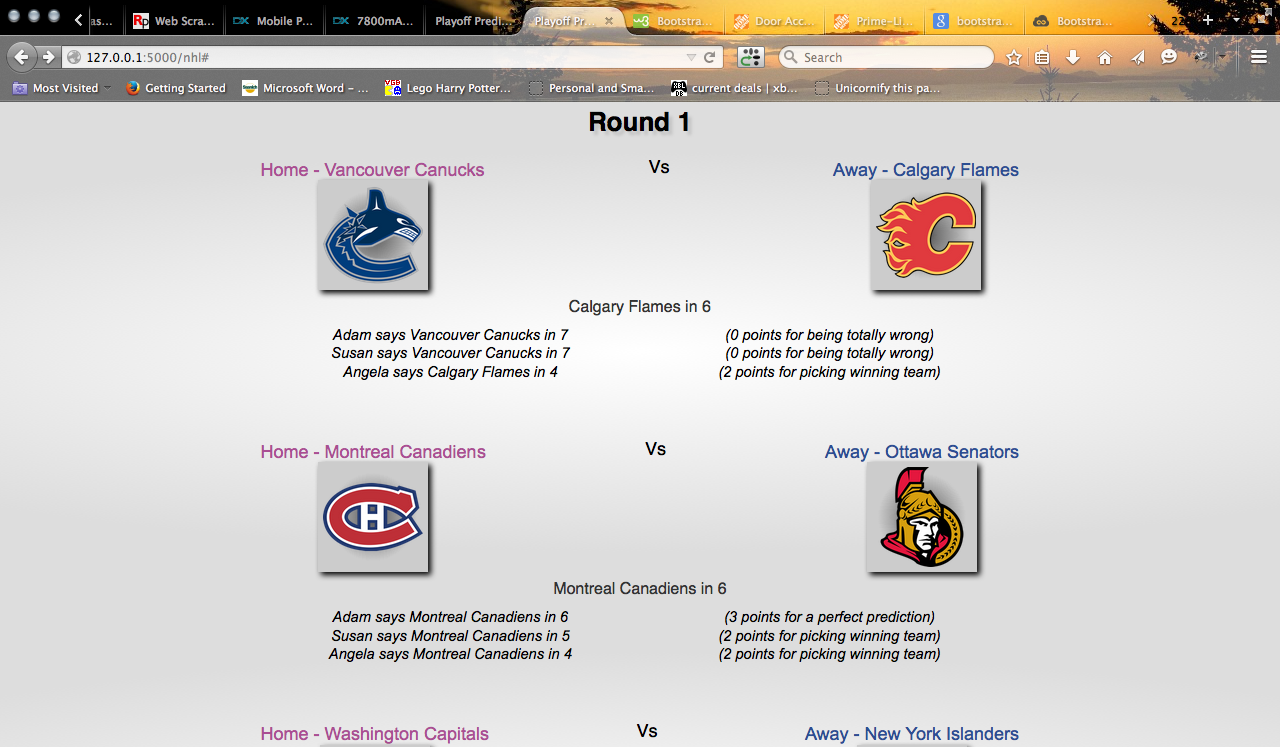 as...
Web Scra...
Mobile P...
7800mA...
Playoff Predi...
Playoff Pr...
Bootstra...
Door Acc...
Prime-Li...
bootstra...
Bootstra...
127.0.0.1:5000/nhl#
Search
Most Visited
Getting Started
Microsoft Word - ...
Lego Harry Potter...
Personal and Sma...
current deals | xb...
Unicornify this pa...
Round 1
Home - Vancouver Canucks
Vs
Away - Calgary Flames
Calgary Flames in 6
Adam says Vancouver Canucks in 7
(0 points for being totally wrong)
Susan says Vancouver Canucks in 7
(0 points for being totally wrong)
Angela says Calgary Flames in 4
(2 points for picking winning team)
Home - Montreal Canadiens
Vs
Away - Ottawa Senators
Montreal Canadiens in 6
Adam says Montreal Canadiens in 6
(3 points for a perfect prediction)
Susan says Montreal Canadiens in 5
(2 points for picking winning team)
Angela says Montreal Canadiens in 4
(2 points for picking winning team)
Home - Washington Capitals
Vs
Away - New York Islanders